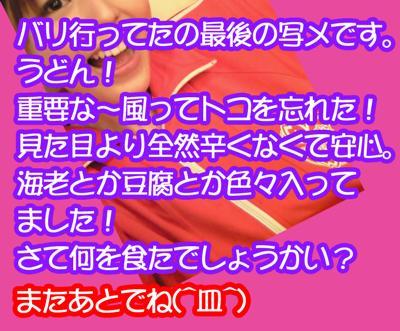 バリ行ってたの最後の写メです。
うどん！
重要な〜風ってトコを忘れた！
見た目より全然辛くなくて安心。
海老とか豆腐とか色々入って
ました！
さて何を食たでしょうかい？
またあとでね(⌒皿⌒)